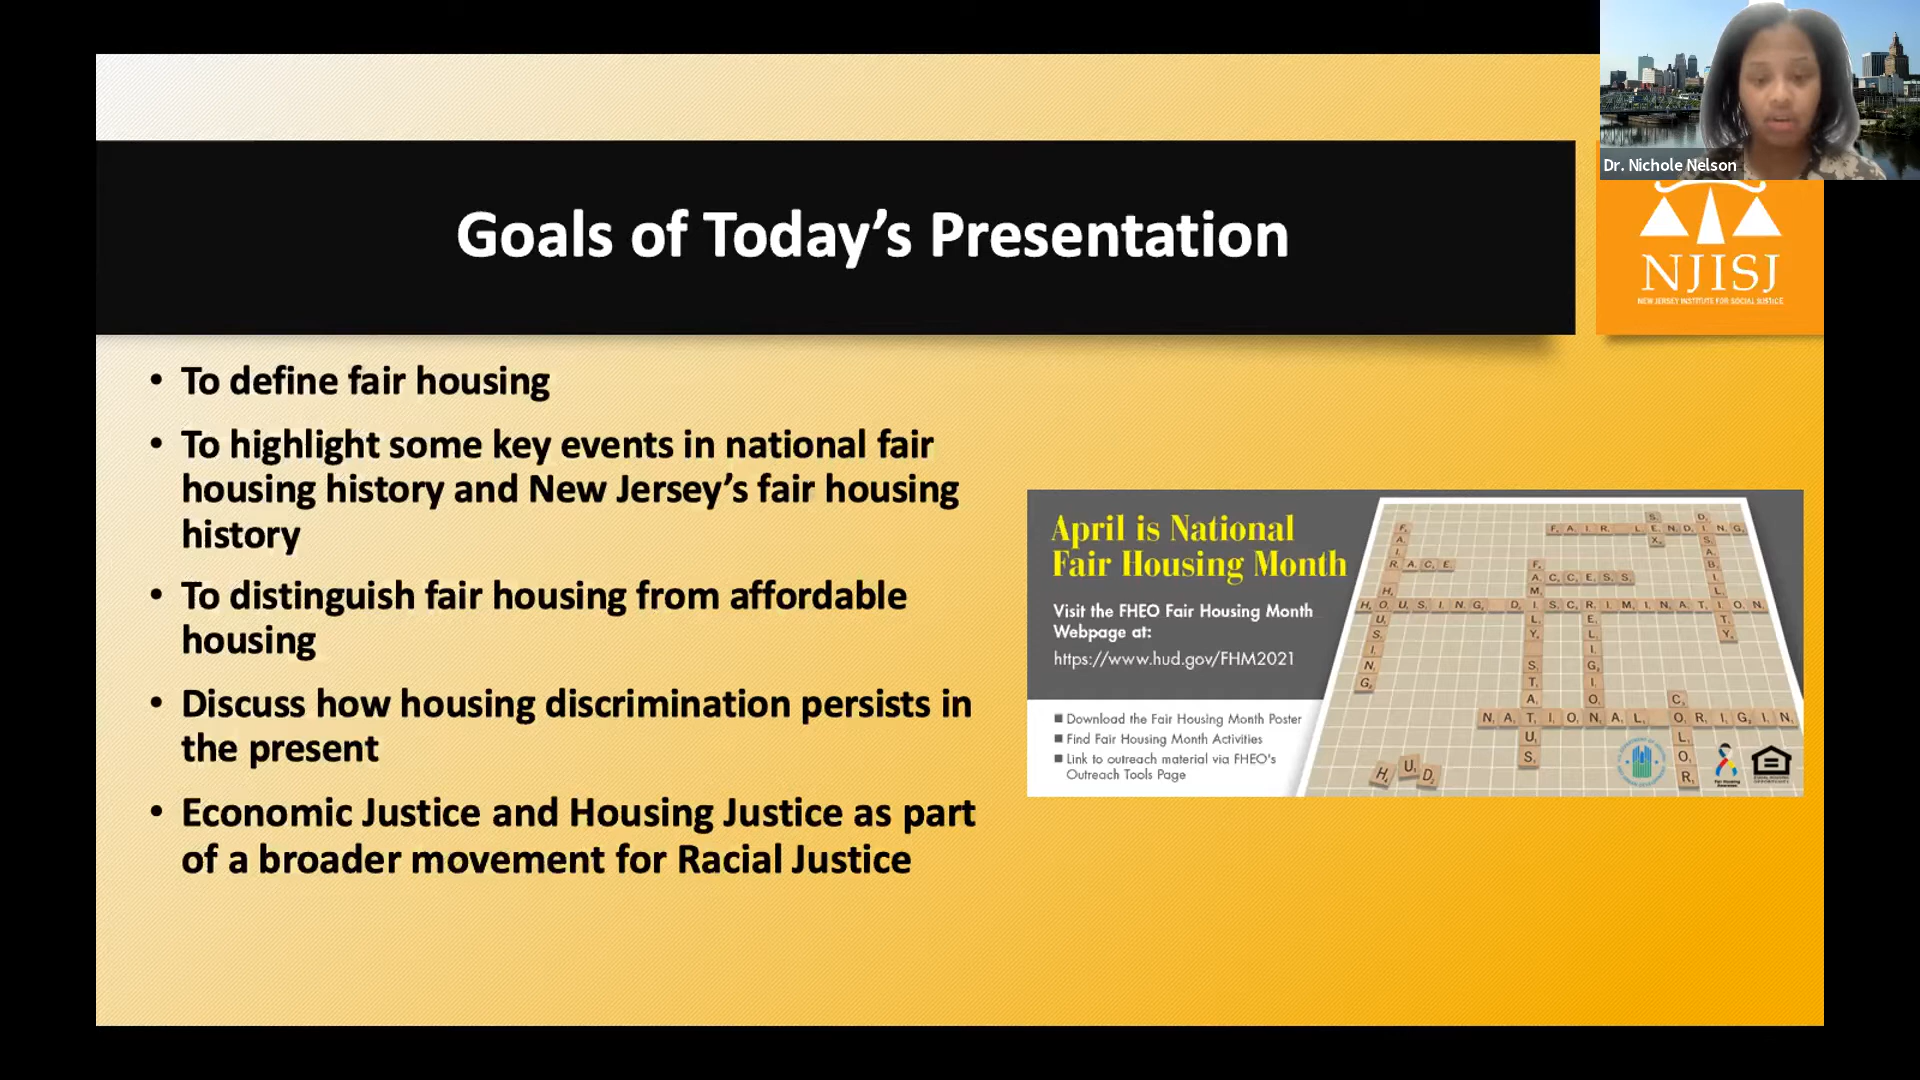 Dr. Nichole Nelson
Goals of Today's Presentation
NJISJ
NEW JERSEY INSTITUTE FOR SOCIAL JUSTICE
• To define fair housing
• To highlight some key events in national fair
housing history and New Jersey's fair housing
history
• To distinguish fair housing from affordable
housing
• Discuss how housing discrimination persists in
the present
• Economic Justice and Housing Justice as part
of a broader movement for Racial Justice
April is National
Fair Housing Month
Visit the FHEO Fair Housing Month
Webpage at:
https://www.hud.gov/FHM2021
■ Download the Fair Housing Month Poster
■ Find Fair Housing Month Activities
■ Link to outreach material via FHEO's
Outreach Tools Page
FAIR HOUSING
FAIR LENDING
SEX
DISABILITY
RACE
FAMILY STATUS
ACCESS
HOUSING DISCRIMINATION
RELIGION
NATIONAL ORIGIN
COLOR
HUD